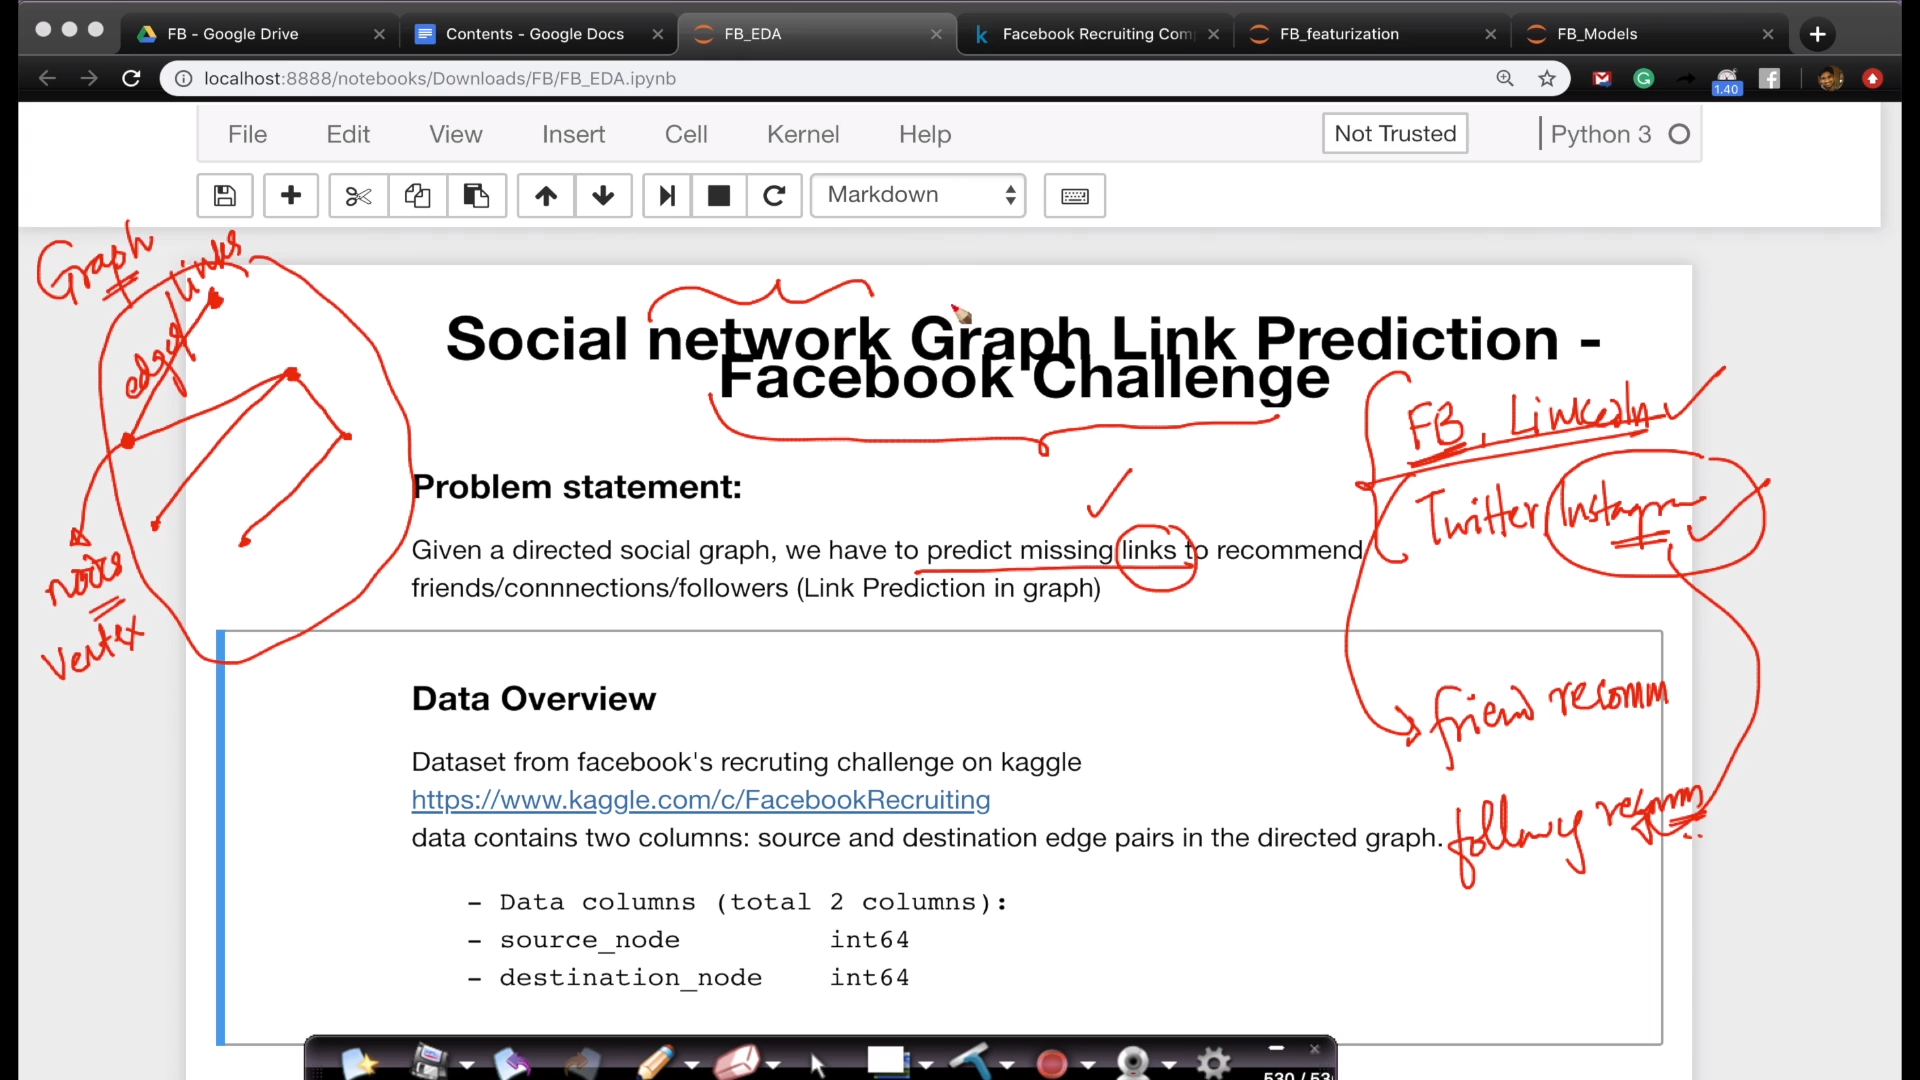 FB - Google Drive
Contents - Google Docs
FB_EDA
Facebook Recruiting Com
FB_featurization
FB_Models
localhost:8888/notebooks/Downloads/FB/FB_EDA.ipynb
1.40
File Edit View Insert Cell Kernel Help
Not Trusted
Python 3
Markdown
Graph
edge/links
nodes
vertex
Social network Graph Link Prediction -
Facebook Challenge
FB, LinkedIn
Twitter, Instagram
Problem statement:
Given a directed social graph, we have to predict missing links to recommend
friends/connnections/followers (Link Prediction in graph)
friend recomm
Data Overview
Dataset from facebook's recruting challenge on kaggle
https://www.kaggle.com/c/FacebookRecruiting
data contains two columns: source and destination edge pairs in the directed graph.
recomm
- Data columns (total 2 columns):
- source_node int64
- destination_node int64